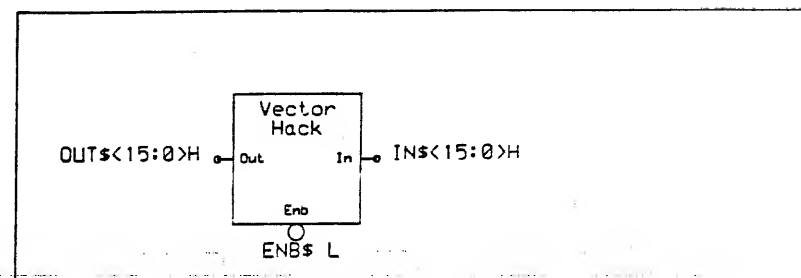 Vector
Hack
OUT$<15:0>H Out In IN$<15:0>H
Enb
ENB$ L